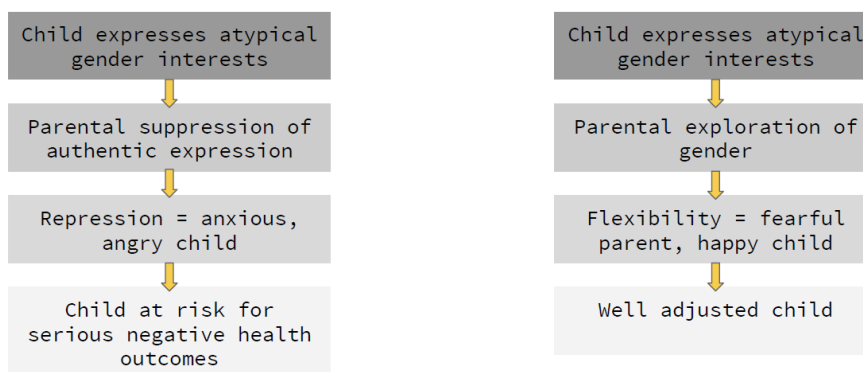 Child expresses atypical
gender interests
Parental suppression of
authentic expression
Repression = anxious,
angry child
Child at risk for
serious negative health
outcomes
Child expresses atypical
gender interests
Parental exploration of
gender
Flexibility = fearful
parent, happy child
Well adjusted child